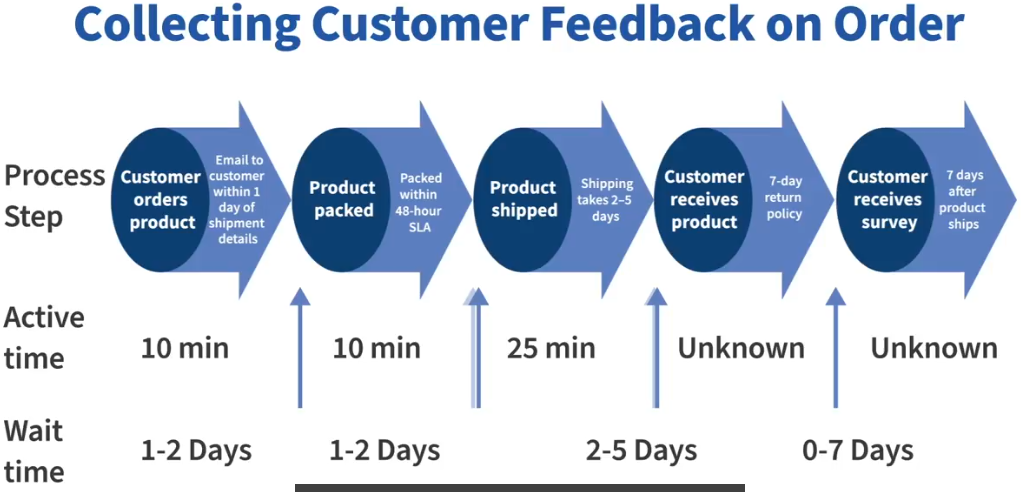 Collecting Customer Feedback on Order
Process
Step
Customer
orders
product
Email to
customer
within 1
day of
shipment
details
Product
packed
Packed
within
48-hour
SLA
Product
shipped
Shipping
takes 2–5
days
Customer
receives
product
7-day
return
policy
Customer
receives
survey
7 days
after
product
ships
Active
time
10 min
10 min
25 min
Unknown
Unknown
Wait
time
1-2 Days
1-2 Days
2-5 Days
0-7 Days